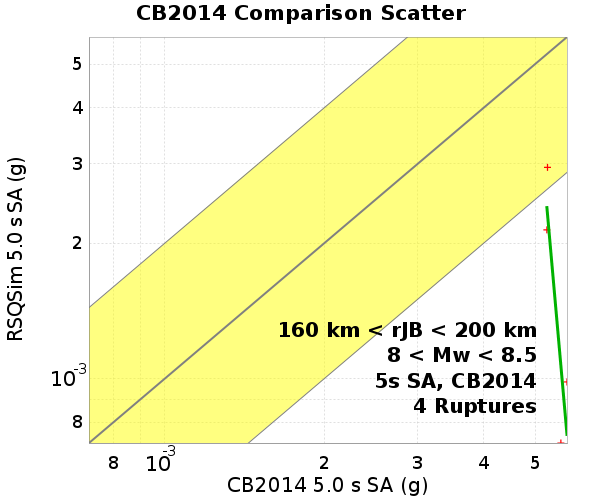 CB2014 Comparison Scatter
RSQSim 5.0 s SA (g)
5
4
3
2
10-3
8
160 km < rJB < 200 km
8 < Mw < 8.5
5s SA, CB2014
4 Ruptures
8 10-3 2 3 4 5
CB2014 5.0 s SA (g)